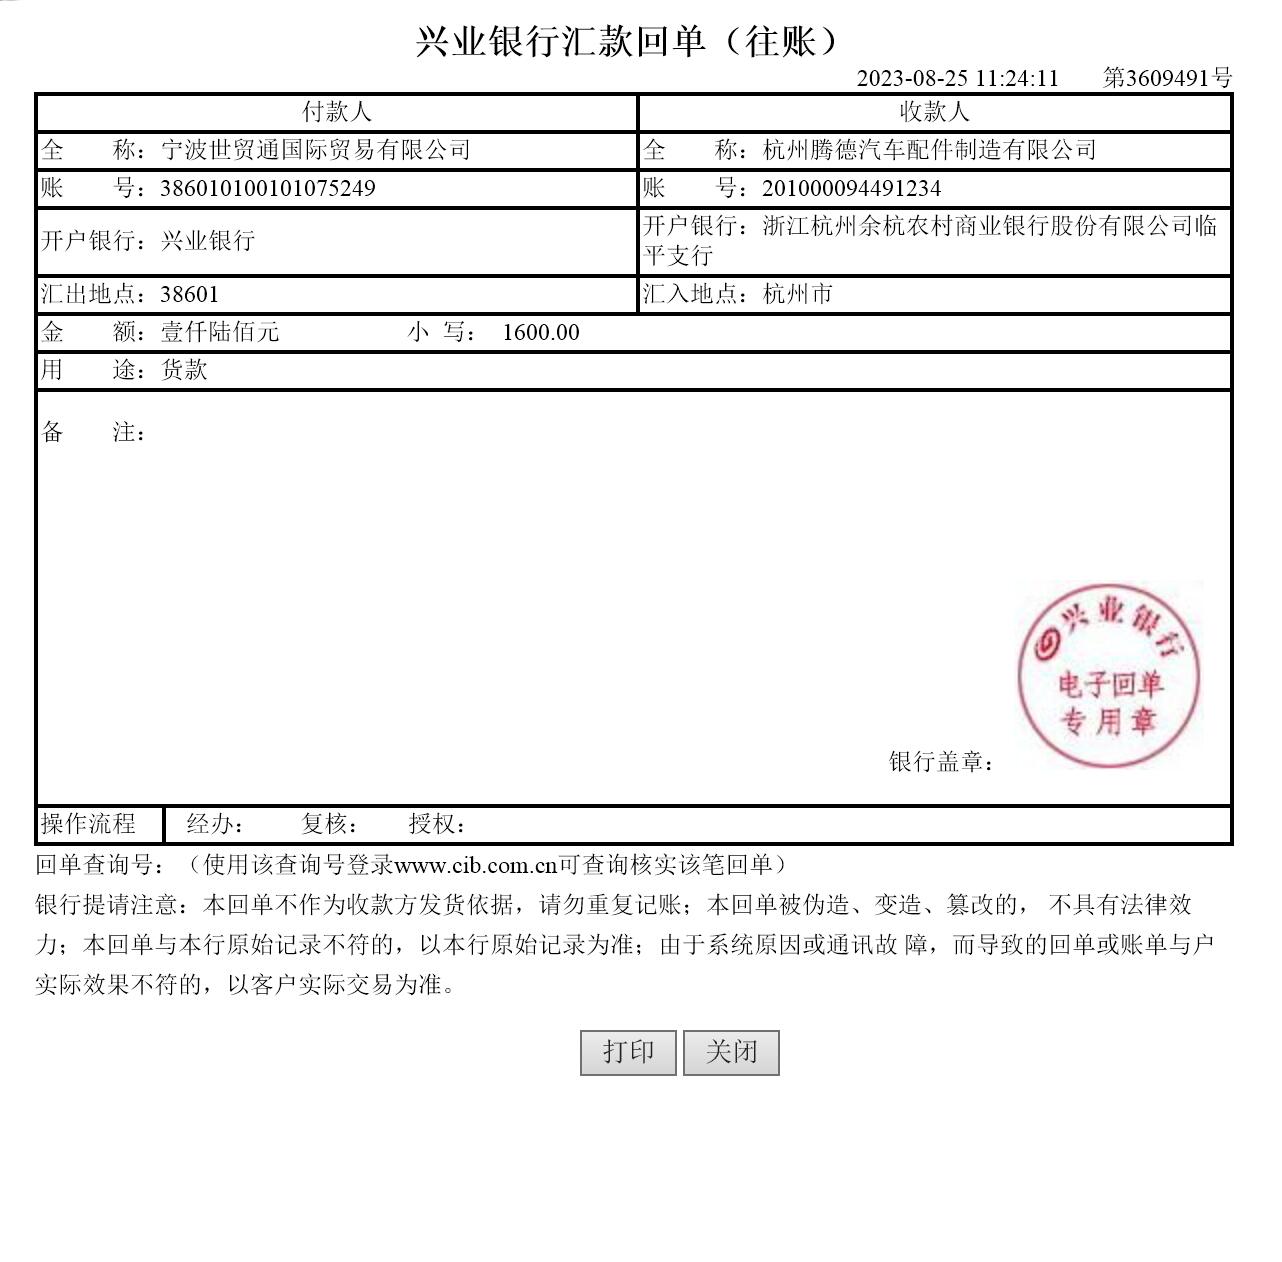 兴业银行汇款回单（往账）
2023-08-25 11:24:11 第3609491号
付款人 收款人
全 称：宁波世贸通国际贸易有限公司 全 称：杭州腾德汽车配件制造有限公司
账 号：386010100101075249 账 号：201000094491234
开户银行：兴业银行 开户银行：浙江杭州余杭农村商业银行股份有限公司临
平支行
汇出地点：38601 汇入地点：杭州市
金 额：壹仟陆佰元 小 写： 1600.00
用 途：货款
备 注：
兴业银行
电子回单
专用章
银行盖章：
操作流程 经办： 复核： 授权：
回单查询号：（使用该查询号登录www.cib.com.cn可查询核实该笔回单）
银行提请注意：本回单不作为收款方发货依据，请勿重复记账；本回单被伪造、变造、篡改的， 不具有法律效
力；本回单与本行原始记录不符的，以本行原始记录为准；由于系统原因或通讯故 障，而导致的回单或账单与户
实际效果不符的，以客户实际交易为准。
打印 关闭